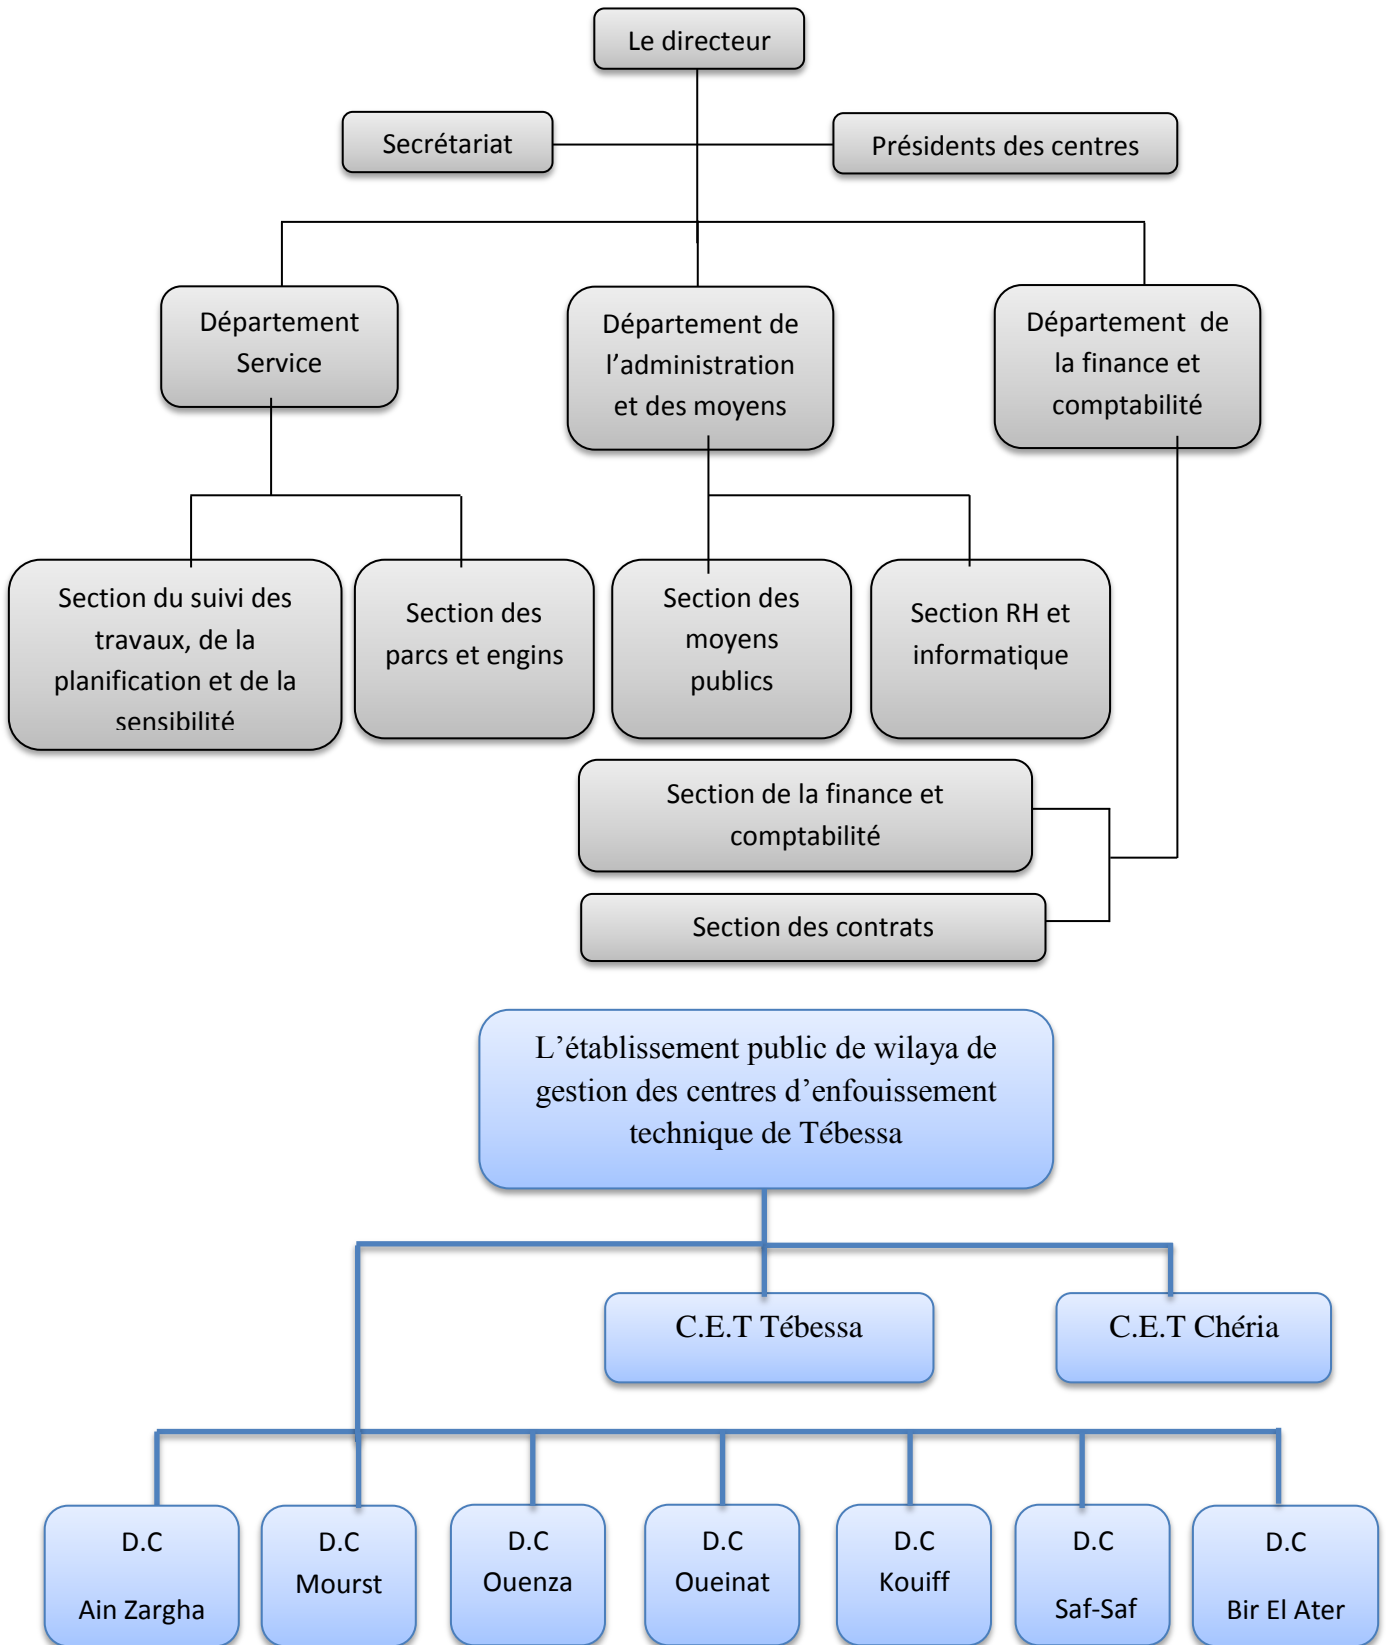 Le directeur
Secrétariat
Présidents des centres
Département
Service
Département de
l’administration
et des moyens
Département de
la finance et
comptabilité
Section du suivi des
travaux, de la
planification et de la
sensibilité
Section des
parcs et engins
Section des
moyens
publics
Section RH et
informatique
Section de la finance et
comptabilité
Section des contrats
L’établissement public de wilaya de
gestion des centres d’enfouissement
technique de Tébessa
C.E.T Tébessa
C.E.T Chéria
D.C
Ain Zargha
D.C
Mourst
D.C
Ouenza
D.C
Oueinat
D.C
Kouiff
D.C
Saf-Saf
D.C
Bir El Ater